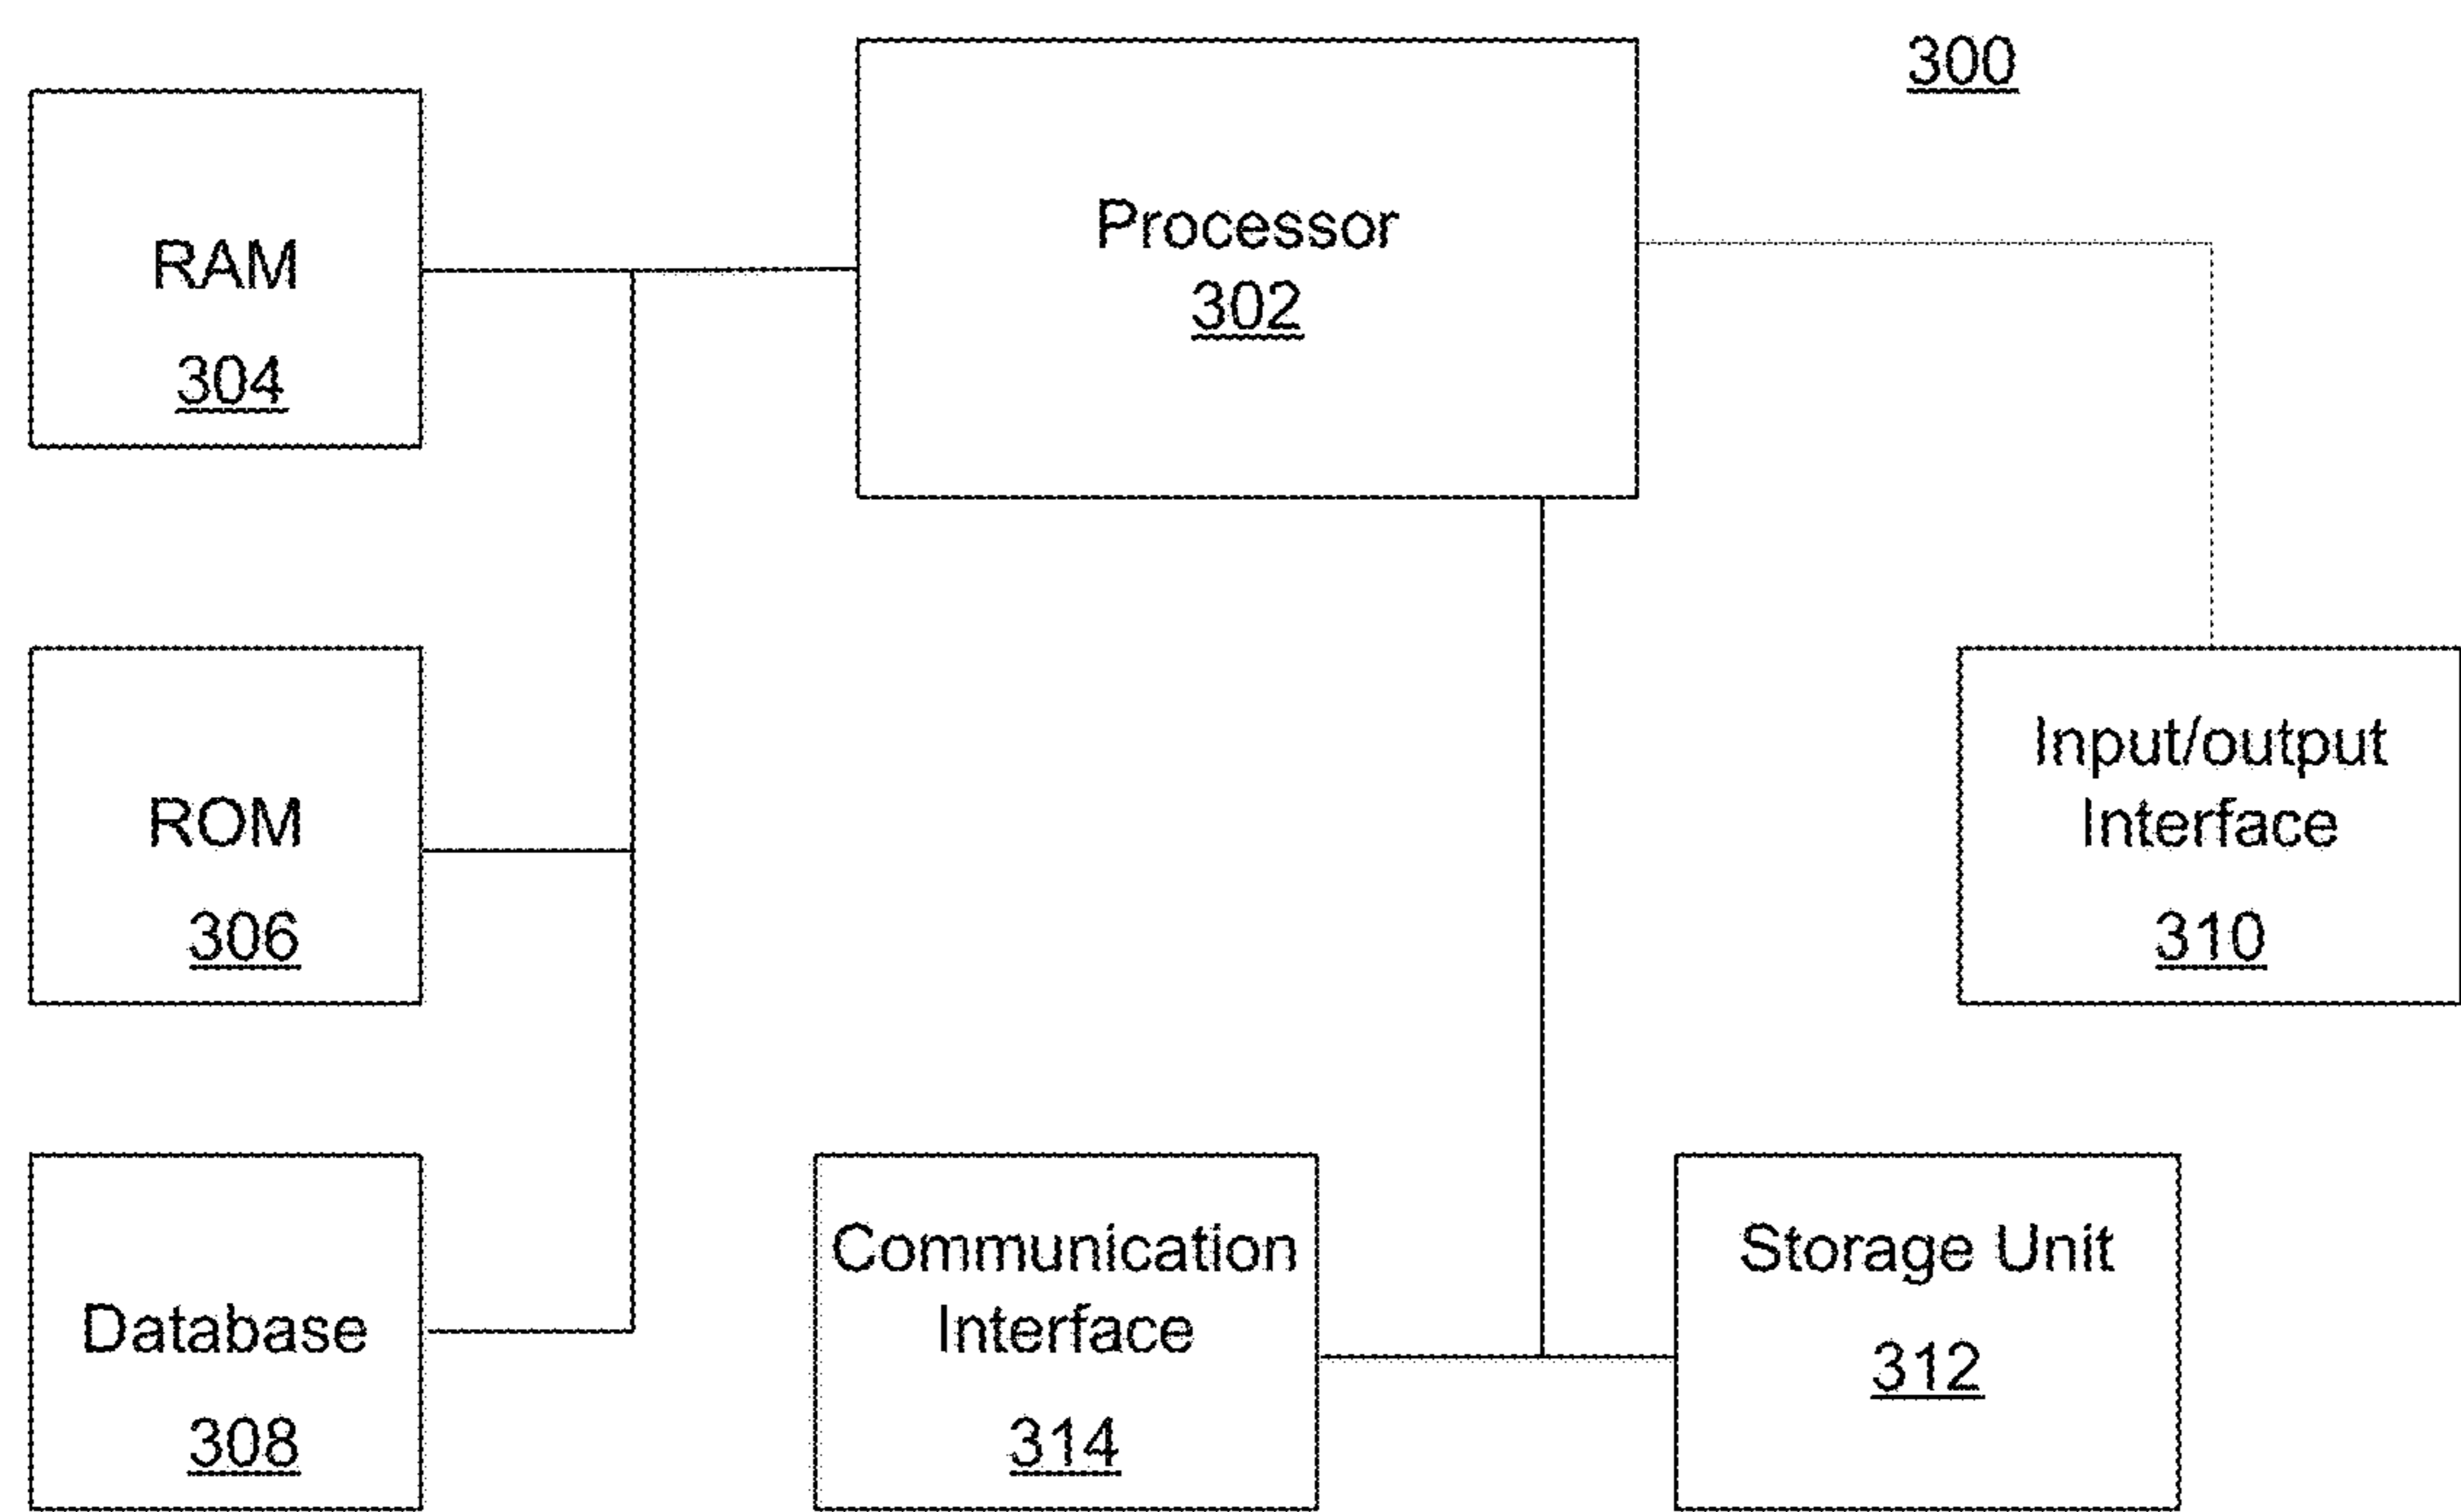 300
Processor
302
RAM
304
ROM
306
Input/output
Interface
310
Database
308
Communication
Interface
314
Storage Unit
312